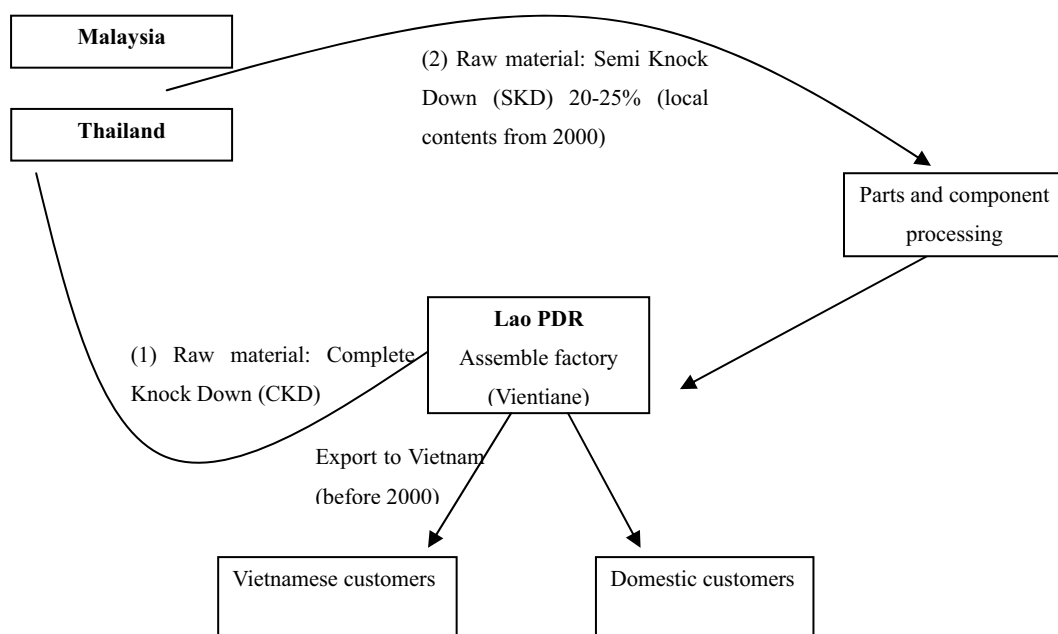 Malaysia
(2) Raw material: Semi Knock
Down (SKD) 20-25% (local
contents from 2000)
Thailand
Parts and component
processing
Lao PDR
Assemble factory
(Vientiane)
(1) Raw material: Complete
Knock Down (CKD)
Export to Vietnam
(before 2000)
Vietnamese customers
Domestic customers